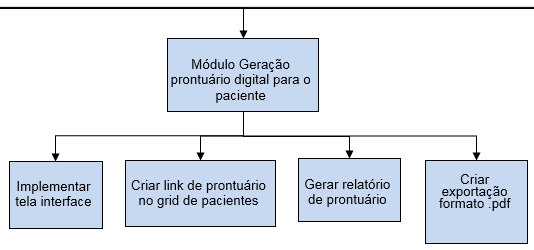 Módulo Geração
prontuário digital para o
paciente
Implementar
tela interface
Criar link de prontuário
no grid de pacientes
Gerar relatório
de prontuário
Criar
exportação
formato .pdf